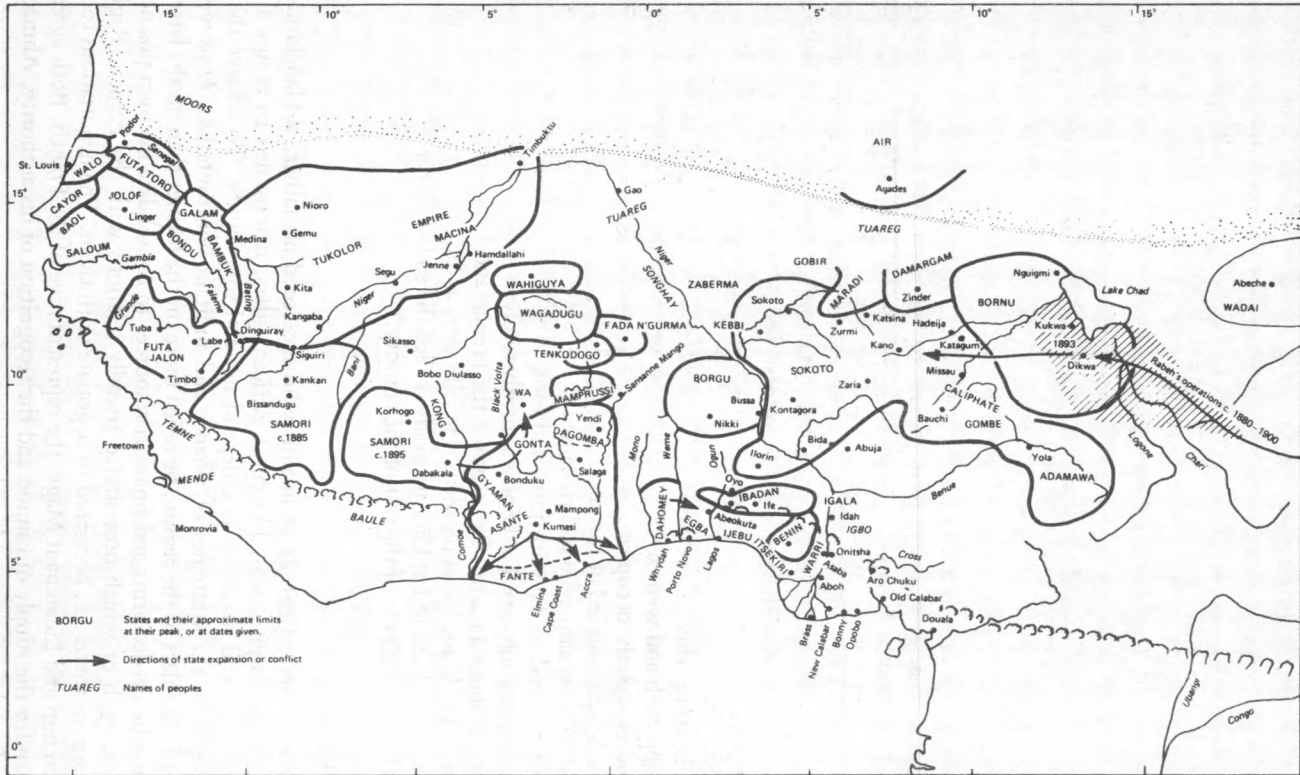 15°
10°
5°
0°
5°
10°
15°
MOORS
AIR
Podor
Senegal
Timbuktu
St. Louis
WALO
FUTA TORO
Agades
15°
CAYOR
JOLOF
Linger
GALAM
Nioro
Gao
TUAREG
TUAREG
BAOL
BONDU
BAMBUK
Medina
Gemu
EMPIRE
MACINA
Niger
SALOUM
Gambia
TUKOLOR
Hamdallahi
Jenne
GOBIR
DAMARGAM
Nguigmi
Lake Chad
Abeche
WADAI
Segu
SONGHAY
ZABERMA
MARADI
Zinder
BORNU
Faleme
Bafing
Kita
Niger
WAHIGUYA
Sokoto
Katsina
Hadeija
Kukwa
1893
Grande
Kangaba
WAGADUGU
FADA N'GURMA
KEBBI
Zurmi
Kano
Katagum
Tuba
Labe
Dinguiray
Siguiri
Sikasso
TENKODOGO
SOKOTO
Dikwa
Rabeh's operations c. 1880-1900
FUTA
JALON
Timbo
Bani
Bobo Diulasso
Black Volta
Sansanne Mango
BORGU
Missau
10°
Kankan
WA
MAMPRUSSI
Bussa
Zaria
CALIPHATE
Bissandugu
Korhogo
KONG
Yendi
Nikki
Kontagora
Bauchi
GOMBE
Logone
SAMORI
c.1885
SAMORI
c.1895
GONTA
DAGOMBA
Mono
Weme
Ogun
Bida
Abuja
Yola
Chari
Freetown
TEMNE
Dabakala
Salaga
Ilorin
ADAMAWA
MENDE
GYAMAN
Bonduku
Oyo
IBADAN
Ife
IGALA
Benue
BAULE
Mampong
DAHOMEY
EGBA
Abeokuta
Idah
IGBO
Monrovia
ASANTE
Kumasi
IJEBU
ITSEKIRI
BENIN
WARRI
Onitsha
Cross
Comoe
Asaba
5°
FANTE
Whydah
Porto Novo
Lagos
Aboh
Aro Chuku
Old Calabar
Elmina
Cape Coast
Accra
Douala
BORGU
States and their approximate limits
at their peak, or at dates given.
Brass
New Calabar
Bonny
Opobo
Directions of state expansion or conflict
TUAREG
Names of peoples
Ubangi
Congo
0°